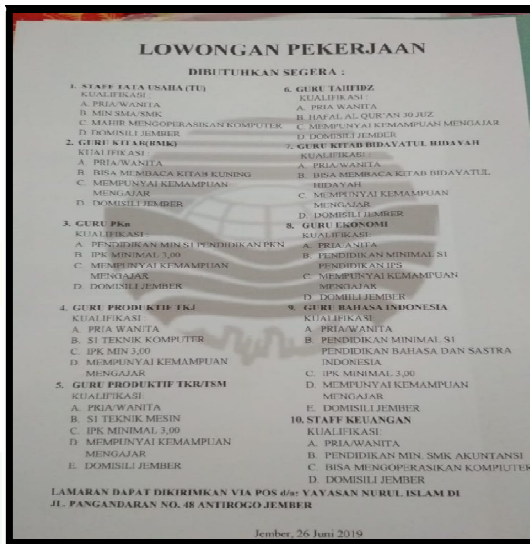 LOWONGAN PEKERJAAN
DIBUTUHKAN SEGERA :
1. STAFF TATA USAHA (TU)
KUALIFIKASI :
A. PRIA/WANITA
B. MIN SMA/SMK
C. MAHIR MENGOPERASIKAN KOMPUTER
D. DOMISILI JEMBER
2. GURU KITAB(BMK)
KUALIFIKASI :
A. PRIA/WANITA
B. BISA MEMBACA KITAB KUNING
C. MEMPUNYAI KEMAMPUAN
MENGAJAR
D. DOMISILI JEMBER
3. GURU PKn
KUALIFIKASI :
A. PENDIDIKAN MIN S1 PENDIDIKAN PKN
B. IPK MINIMAL 3,00
C. MEMPUNYAI KEMAMPUAN
MENGAJAR
D. DOMISILI JEMBER
4. GURU PRODUKTIF TKJ
KUALIFIKASI
A. PRIA WANITA
B. S1 TEKNIK KOMPUTER
C. IPK MIN 3,00
D. MEMPUNYAI KEMAMPUAN
MENGAJAR
5. GURU PRODUKTIF TKR/TSM
KUALIFIKASI:
A. PRIA/WANITA
B. S1 TEKNIK MESIN
C. IPK MINIMAL 3,00
D. MEMPUNYAI KEMAMPUAN
MENGAJAR
E. DOMISILI JEMBER
6. GURU TAHFIDZ
KUALIFIKASI :
A. PRIA WANITA
B. HAFAL AL QUR'AN 30 JUZ
C. MEMPUNYAI KEMAMPUAN MENGAJAR
D. DOMISILI JEMBER
7. GURU KITAB BIDAYATUL HIDAYAH
KUALIFIKASI :
A. PRIA/WANITA
B. BISA MEMBACA KITAB BIDAYATUL
HIDAYAH
C. MEMPUNYAI KEMAMPUAN
MENGAJAR
D. DOMISILI JEMBER
8. GURU EKONOMI
KUALIFIKASI:
A. PRIA/ANITA
B. PENDIDIKAN MINIMAL S1
PENDIDIKAN IPS
C. MEMPUNYAI KEMAMPUAN
MENGAJAR
D. DOMISILI JEMBER
9. GURU BAHASA INDONESIA
KUALIFIKASI:
A. PRIA/WANITA
B. PENDIDIKAN MINIMAL S1
PENDIDIKAN BAHASA DAN SASTRA
INDONESIA
C. IPK MINIMAL 3,00
D. MEMPUNYAI KEMAMPUAN
MENGAJAR
E. DOMISILI JEMBER
10. STAFF KEUANGAN
KUALIFIKASI:
A. PRIA/WANITA
B. PENDIDIKAN MIN. SMK AKUNTANSI
C. BISA MENGOPERASIKAN KOMPIUTER
D. DOMISILI JEMBER
LAMARAN DAPAT DIKIRIMKAN VIA POS d/a: YAYASAN NURUL ISLAM DI
JL. PANGANDARAN NO. 48 ANTIROGO JEMBER
Jember, 26 Juni 2019